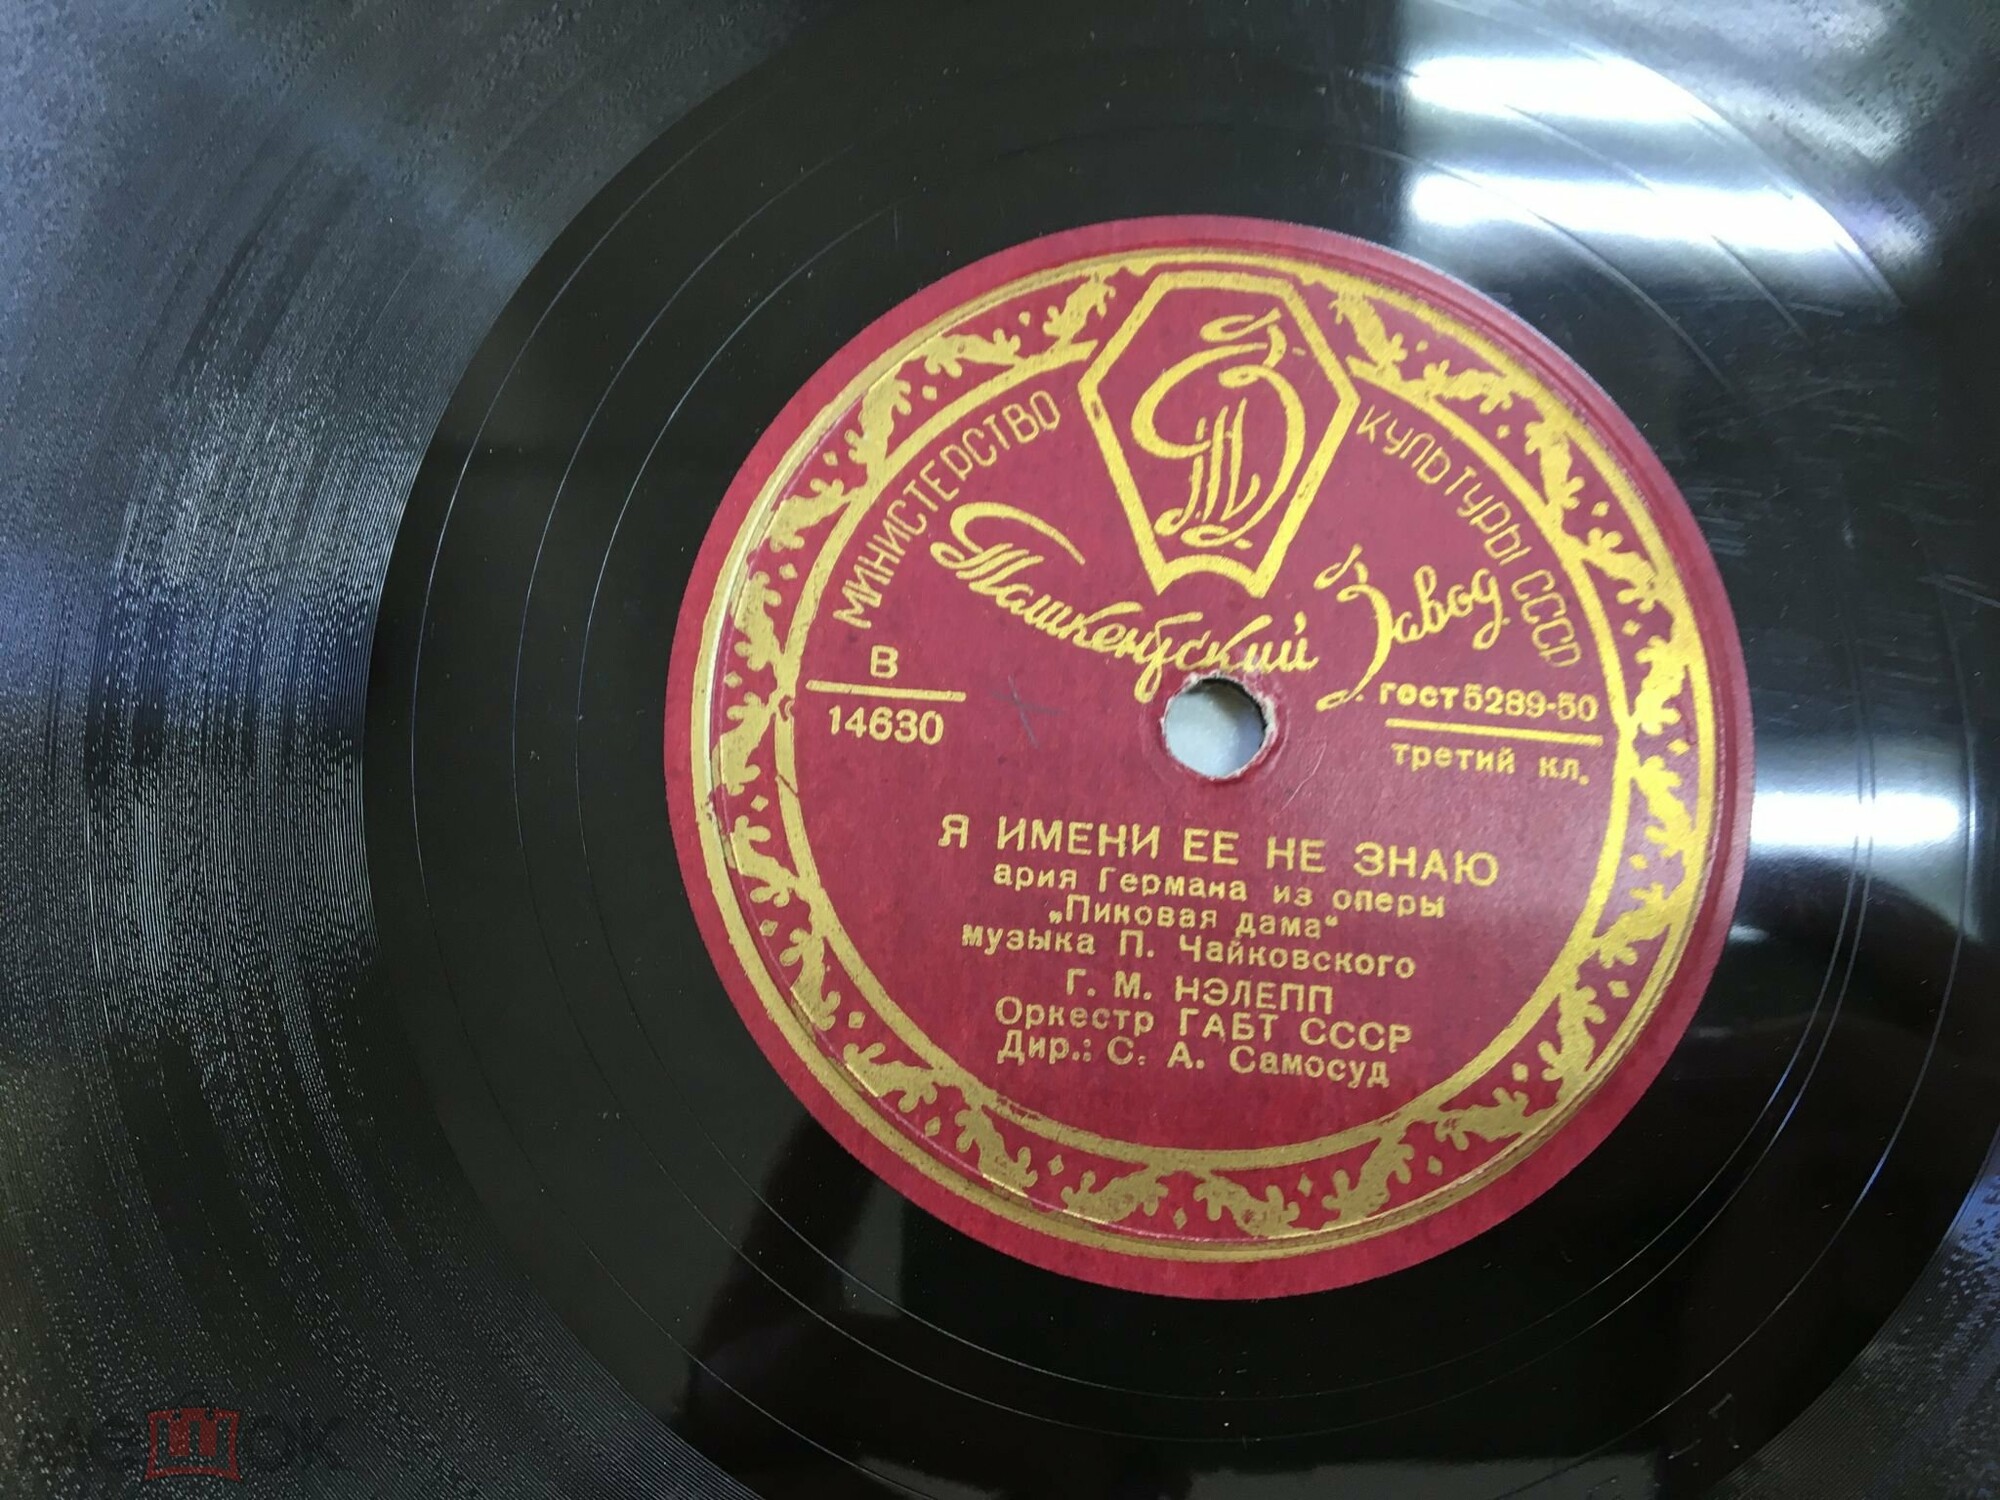 МИНИСТЕРСТВО КУЛЬТУРЫ СССР
Ташкентский Завод
В
14630
ГОСТ 5289-50
третий кл.
Я ИМЕНИ ЕЕ НЕ ЗНАЮ
ария Германа из оперы
„Пиковая дама“
музыка П. Чайковского
Г. М. НЭЛЕПП
Оркестр ГАБТ СССР
Дир.: С. А. Самосуд